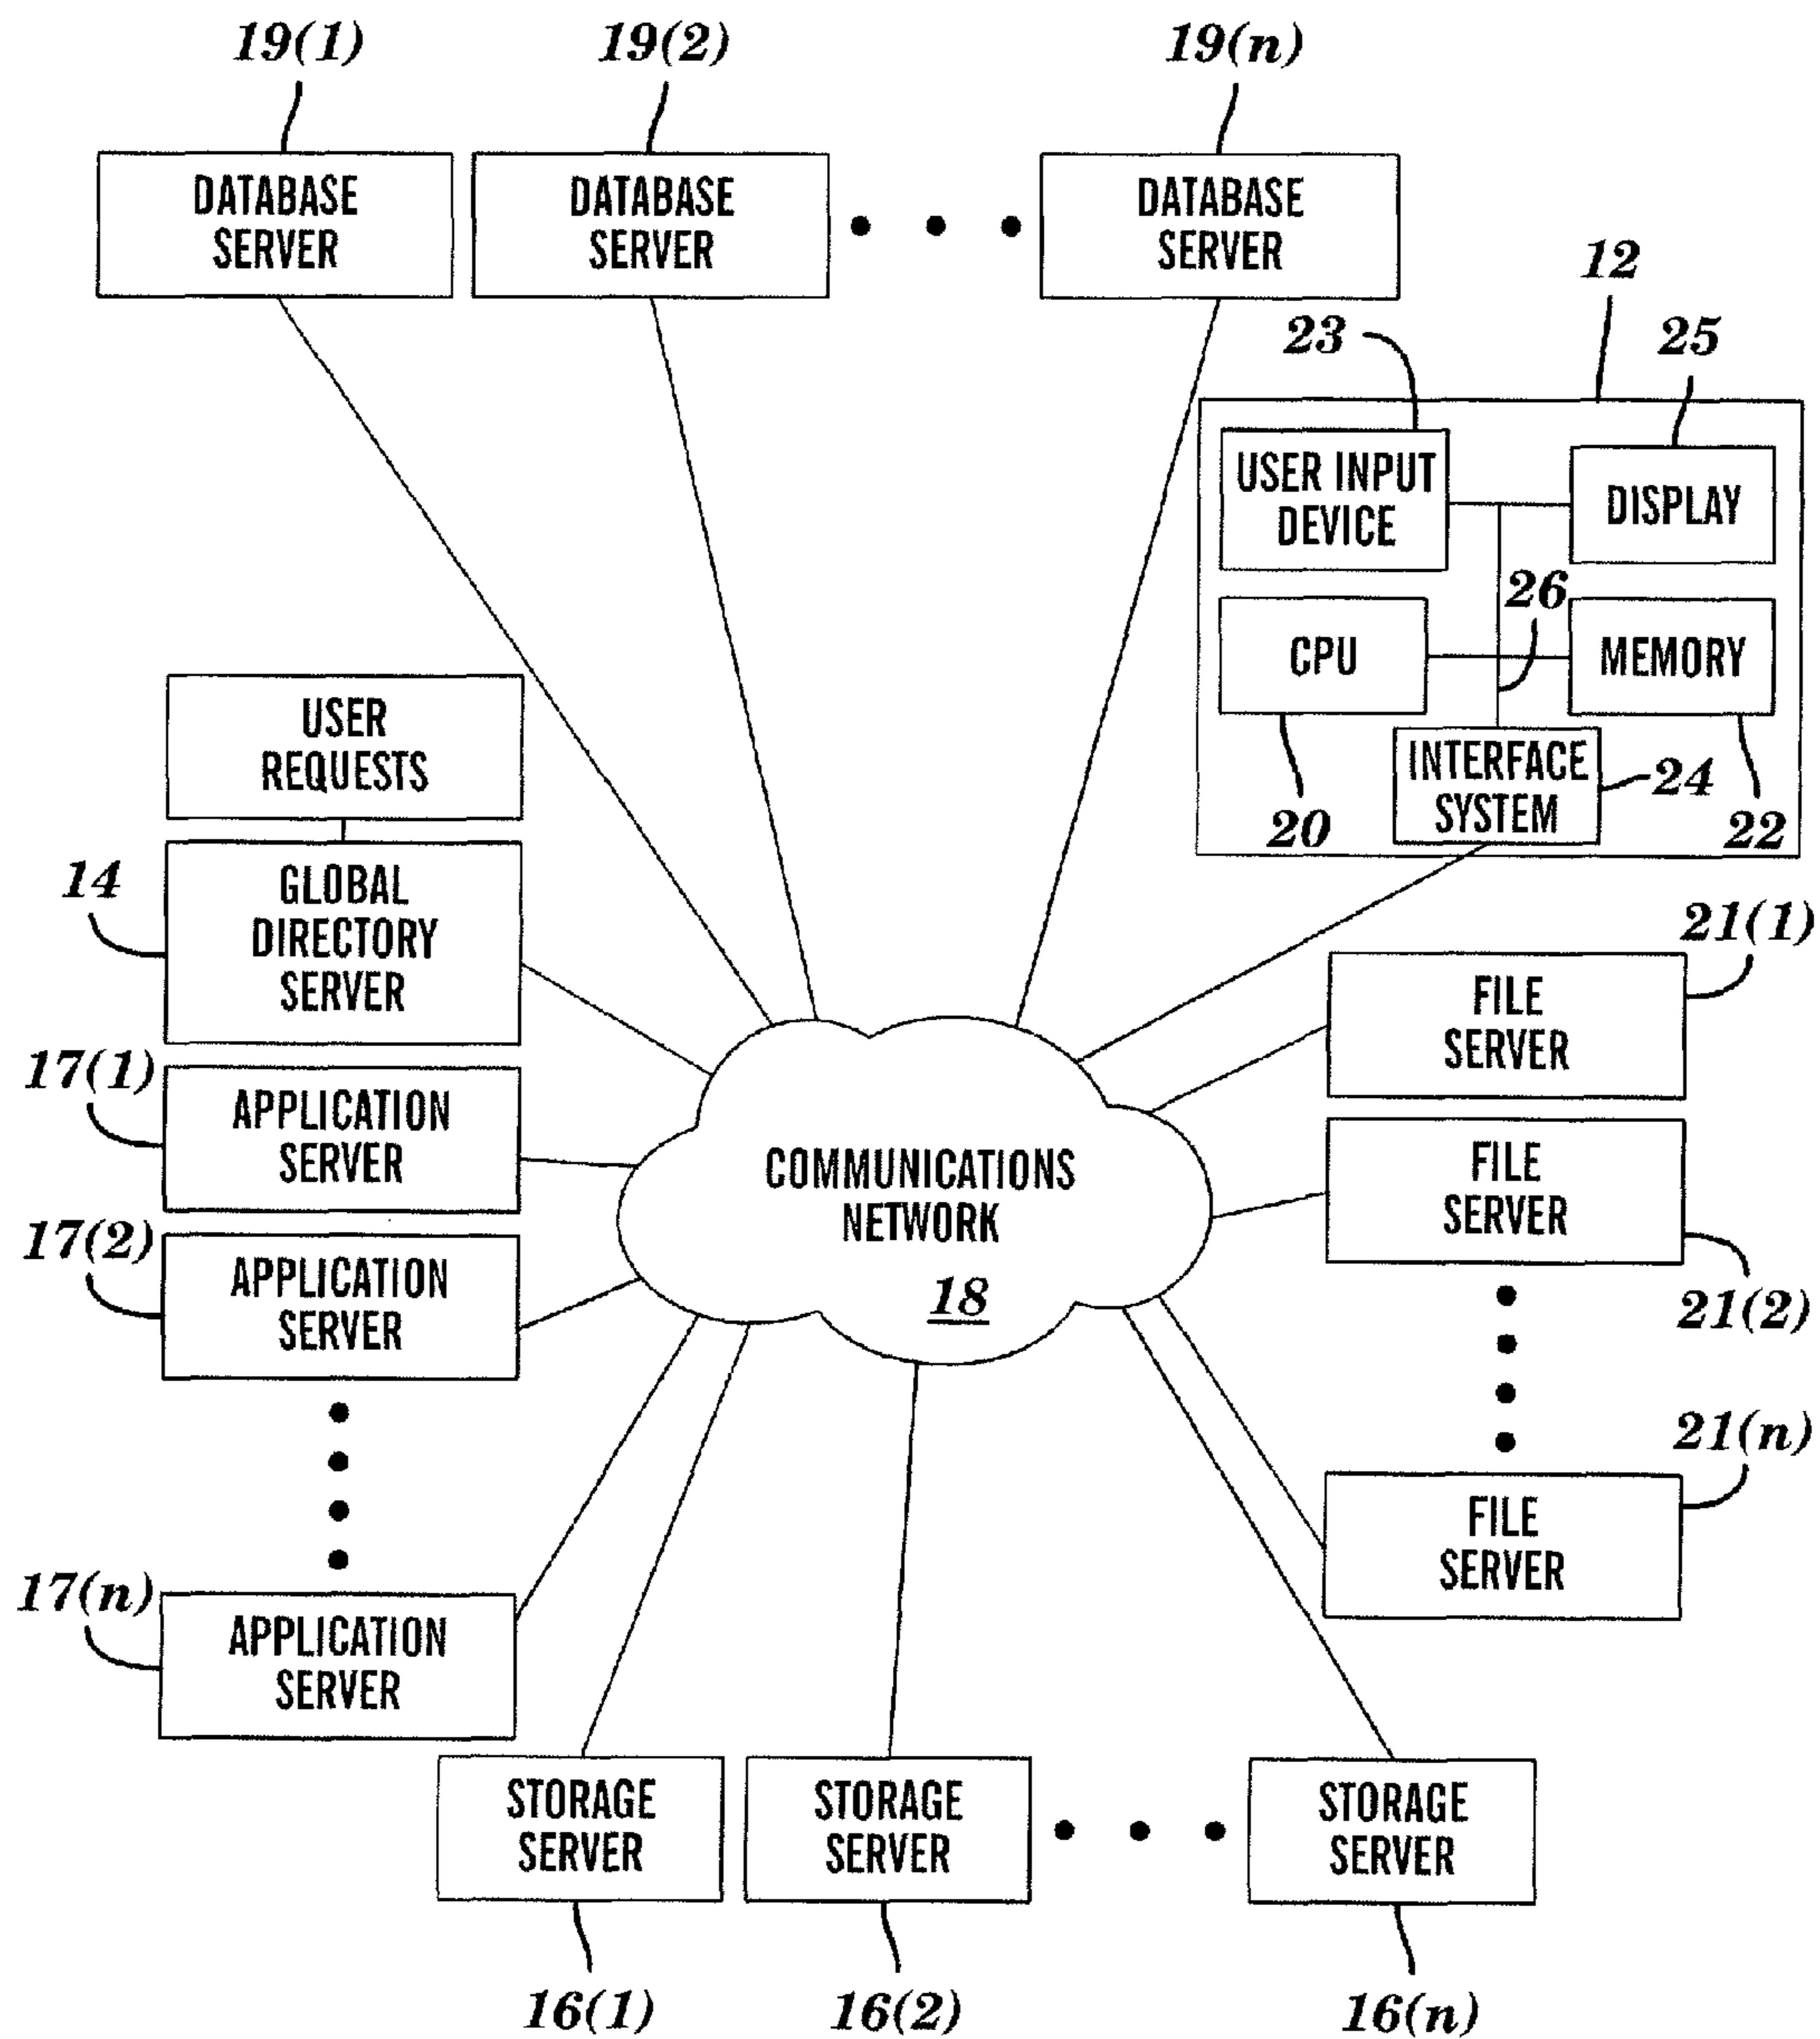 19(1)
19(2)
19(n)
DATABASE
SERVER
DATABASE
SERVER
DATABASE
SERVER
12
23
25
USER INPUT
DEVICE
DISPLAY
26
CPU
MEMORY
INTERFACE
SYSTEM
24
20
22
USER
REQUESTS
14
GLOBAL
DIRECTORY
SERVER
21(1)
FILE
SERVER
17(1)
APPLICATION
SERVER
COMMUNICATIONS
NETWORK
18
FILE
SERVER
21(2)
17(2)
APPLICATION
SERVER
21(n)
FILE
SERVER
17(n)
APPLICATION
SERVER
STORAGE
SERVER
STORAGE
SERVER
STORAGE
SERVER
16(1)
16(2)
16(n)